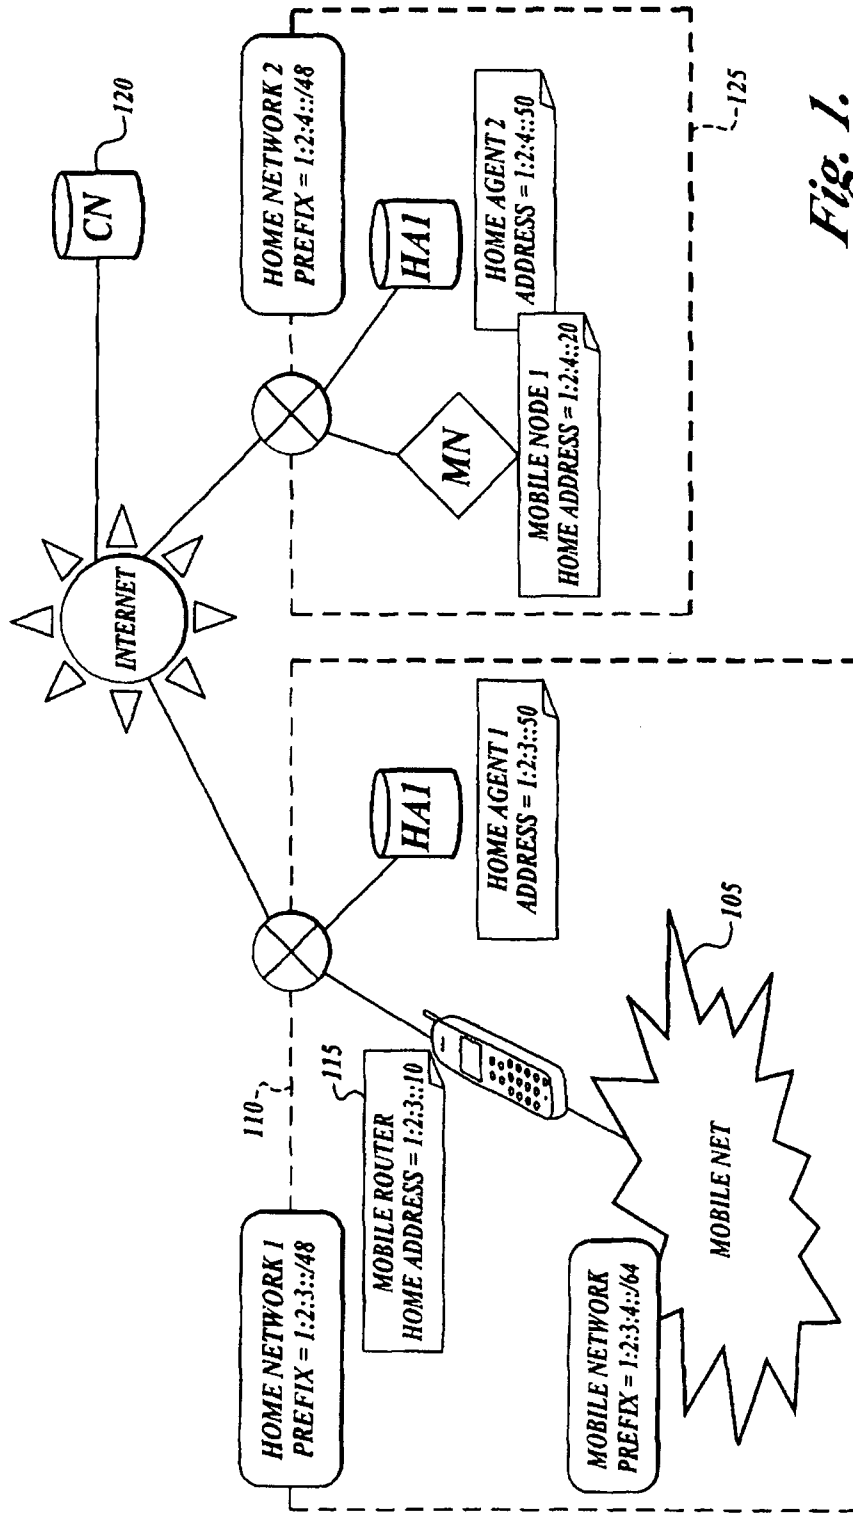 120
CN
INTERNET
HOME NETWORK 1
PREFIX = 1:2:3::/48
110
HOME NETWORK 2
PREFIX = 1:2:4::/48
115
MOBILE ROUTER
HOME ADDRESS = 1:2:3::10
HA1
HA1
MN
HOME AGENT 1
ADDRESS = 1:2:3::50
HOME AGENT 2
ADDRESS = 1:2:4::50
MOBILE NODE 1
HOME ADDRESS = 1:2:4::20
MOBILE NETWORK
PREFIX = 1:2:3:4::/64
105
MOBILE NET
125
Fig. 1.